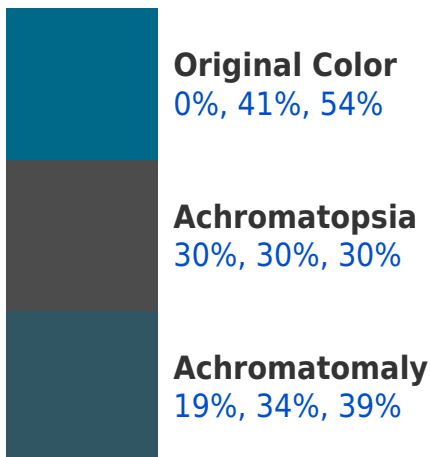 Original Color
0%, 41%, 54%
Achromatopsia
30%, 30%, 30%
Achromatomaly
19%, 34%, 39%